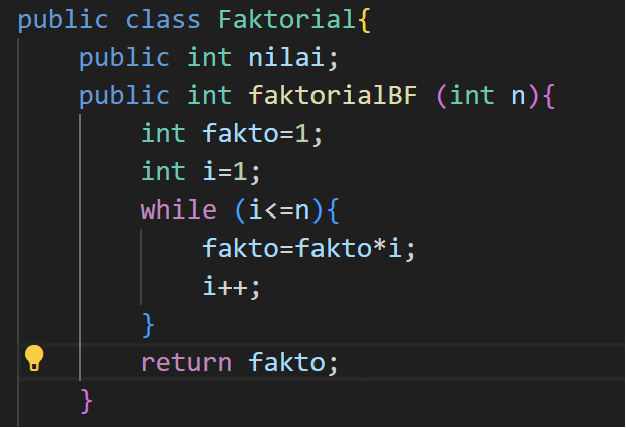 public class Faktorial{
public int nilai;
public int faktorialBF (int n){
int fakto=1;
int i=1;
while (i<=n){
fakto=fakto*i;
i++;
}
return fakto;
}